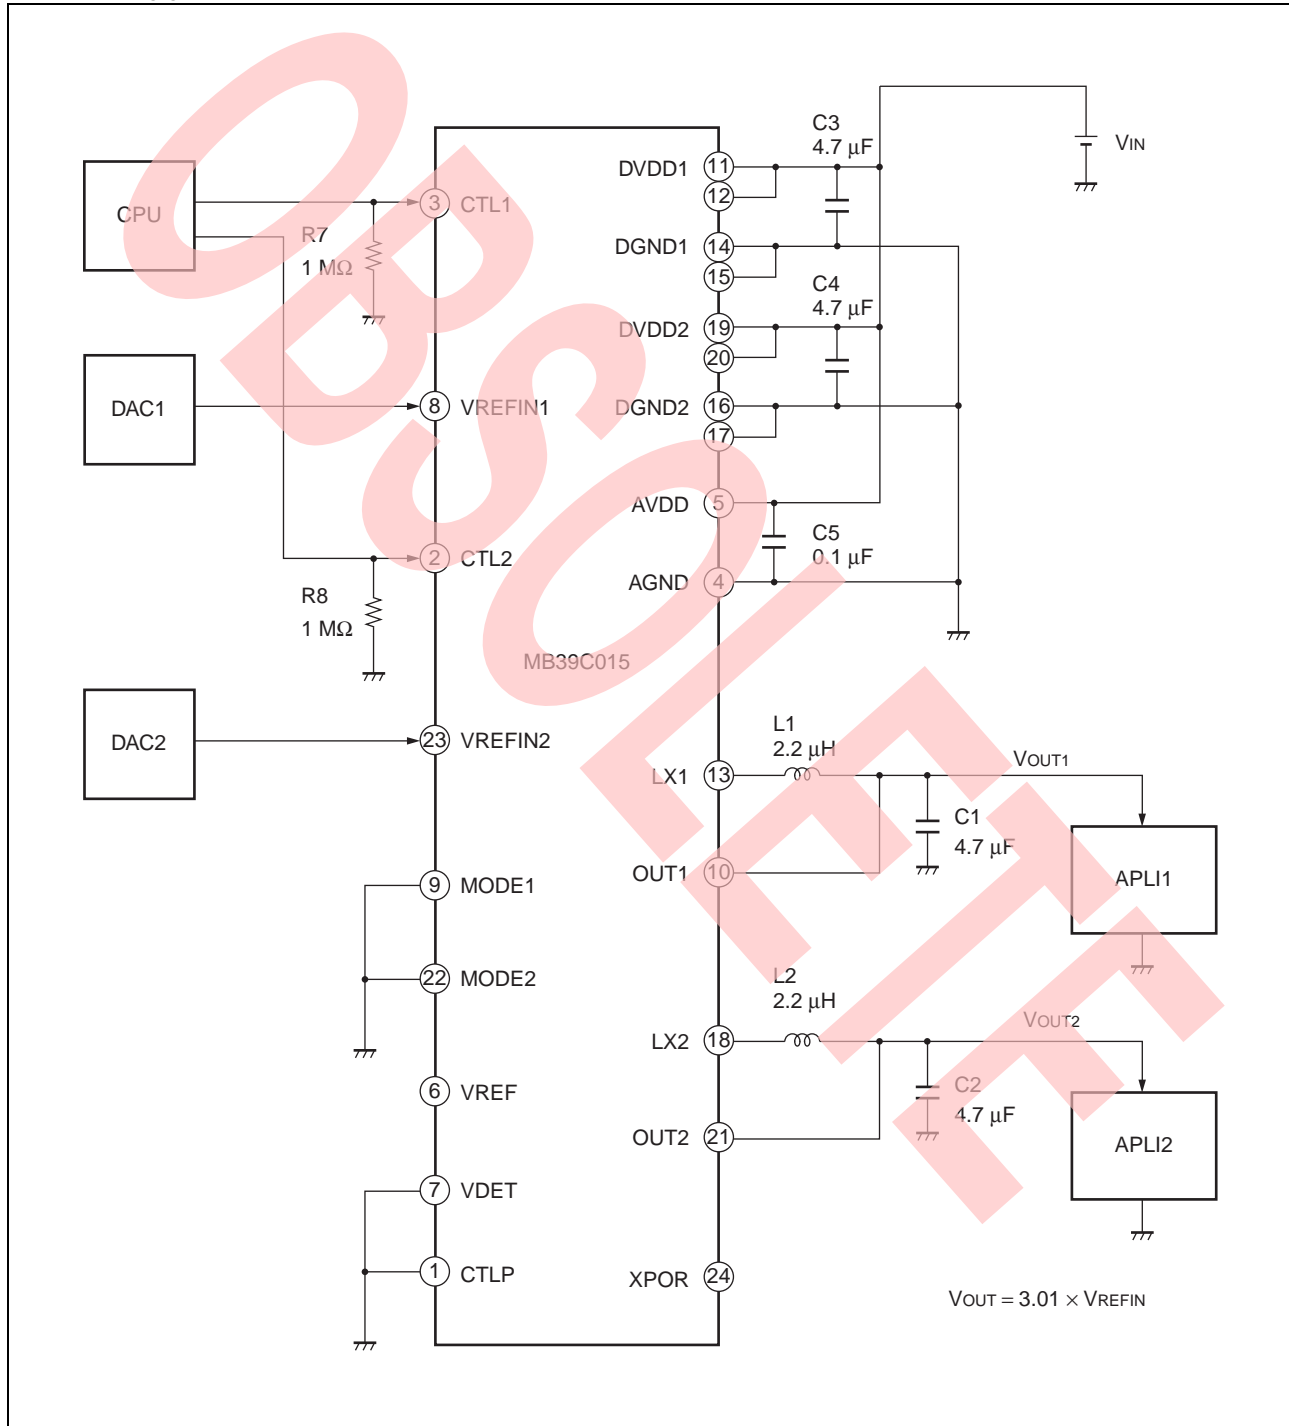 CPU
R7
1 MΩ
3 CTL1
DAC1
8 VREFIN1
2 CTL2
R8
1 MΩ
MB39C015
DAC2
23 VREFIN2
9 MODE1
22 MODE2
6 VREF
7 VDET
1 CTLP
DVDD1 11
12
C3
4.7 µF
VIN
DGND1 14
15
C4
4.7 µF
DVDD2 19
20
DGND2 16
17
AVDD 5
C5
0.1 µF
AGND 4
L1
2.2 µH
LX1 13
VOUT1
C1
4.7 µF
OUT1 10
APLI1
L2
2.2 µH
LX2 18
VOUT2
C2
4.7 µF
OUT2 21
APLI2
XPOR 24
VOUT = 3.01 × VREFIN
OBSOLETE